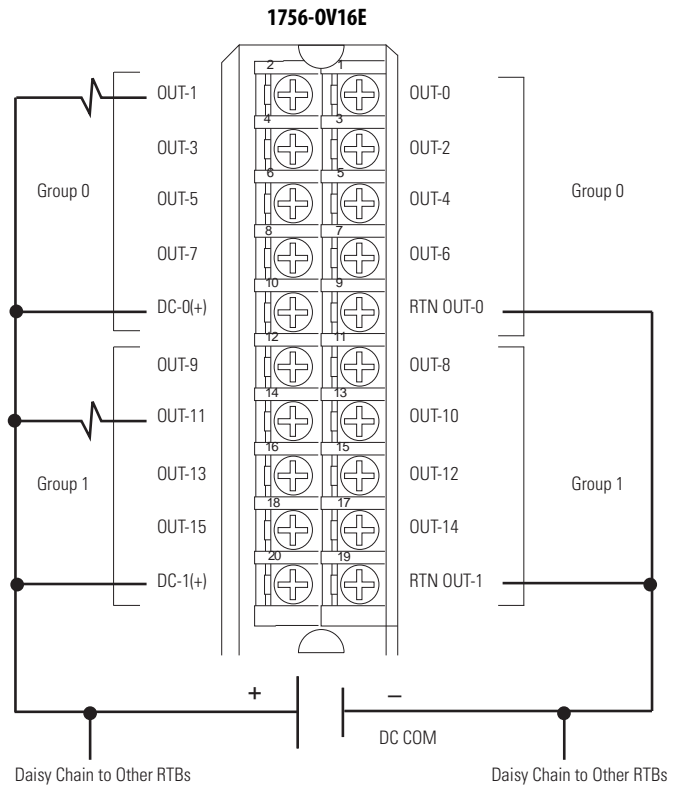 1756-OV16E
2 1
OUT-1 OUT-0
4 3
OUT-3 OUT-2
6 5
Group 0 OUT-5 OUT-4 Group 0
8 7
OUT-7 OUT-6
10 9
DC-0(+) RTN OUT-0
12 11
OUT-9 OUT-8
14 13
OUT-11 OUT-10
16 15
Group 1 OUT-13 OUT-12 Group 1
18 17
OUT-15 OUT-14
20 19
DC-1(+) RTN OUT-1
+ –
DC COM
Daisy Chain to Other RTBs Daisy Chain to Other RTBs